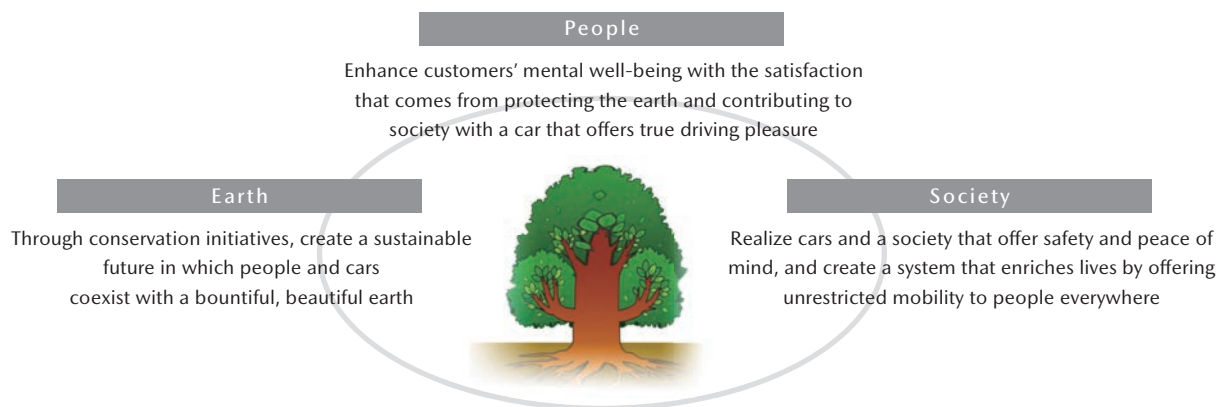 People
Enhance customers’ mental well-being with the satisfaction
that comes from protecting the earth and contributing to
society with a car that offers true driving pleasure
Earth
Through conservation initiatives, create a sustainable
future in which people and cars
coexist with a bountiful, beautiful earth
Society
Realize cars and a society that offer safety and peace of
mind, and create a system that enriches lives by offering
unrestricted mobility to people everywhere